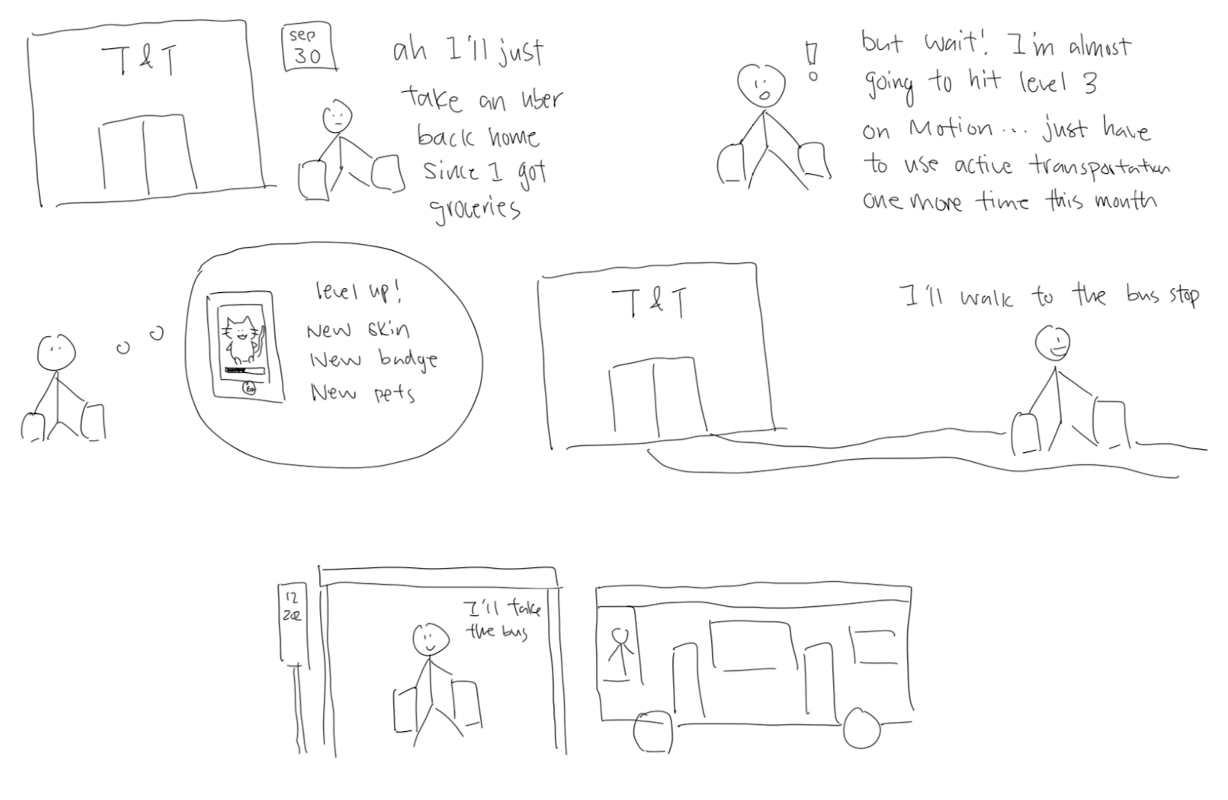 T & T
sep
30
ah I'll just
take an uber
back home
since I got
groceries
!
but wait! I'm almost
going to hit level 3
on Motion... just have
to use active transportation
one more time this month
level up!
New skin
New badge
New pets
T & T
I'll walk to the bus stop
12
202
I'll take
the bus